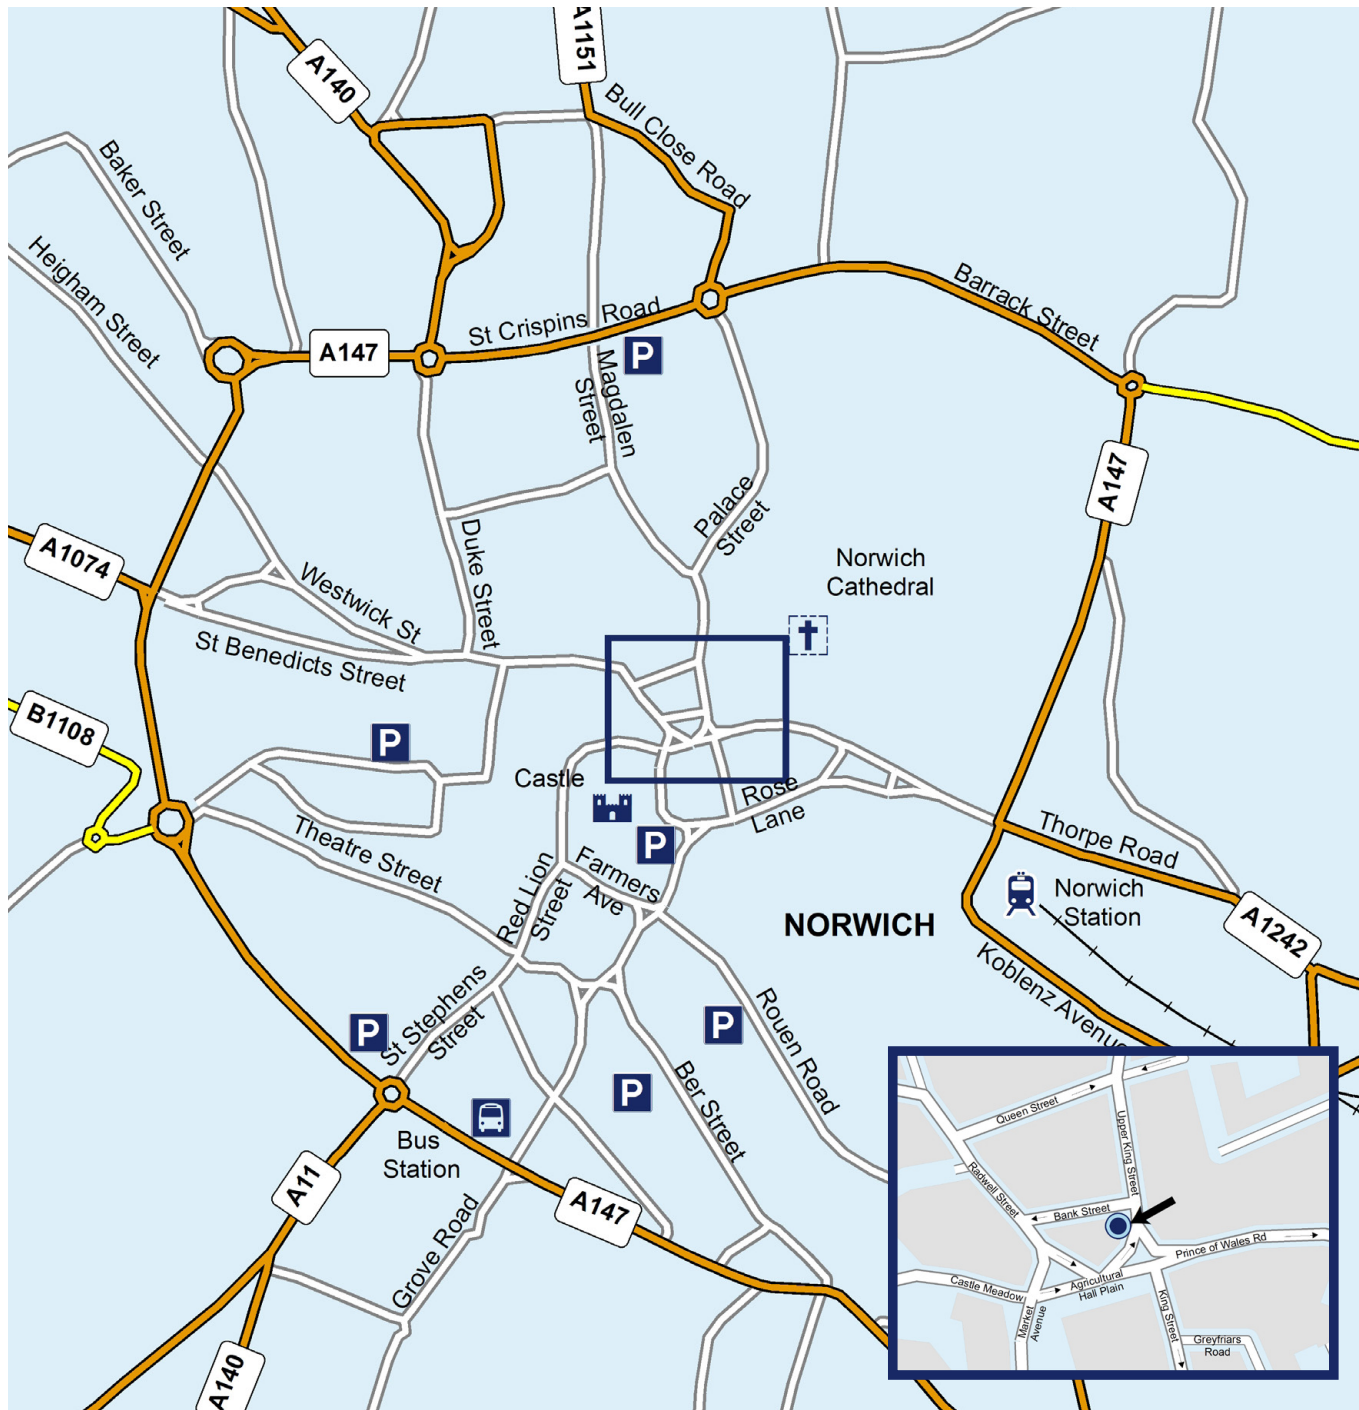 A1151
A140
Bull Close Road
Baker Street
Heigham Street
Barrack Street
St Crispins Road
A147
P
Magdalen
Street
A147
Palace
Street
Duke Street
A1074
Norwich
Cathedral
Westwick St
St Benedicts Street
B1108
P
Castle
Rose
Lane
P
Theatre Street
Thorpe Road
Farmers
Ave
Red Lion
Street
Norwich
Station
NORWICH
A1242
Koblenz Avenue
St Stephens
Street
P
P
Rouen Road
P
Ber Street
Bus
Station
A11
A147
Grove Road
A140
Queen Street
Upper King Street
Radwell Street
Bank Street
Prince of Wales Rd
Castle Meadow
Agricultural
Hall Plain
Market
Avenue
King Street
Greyfriars
Road